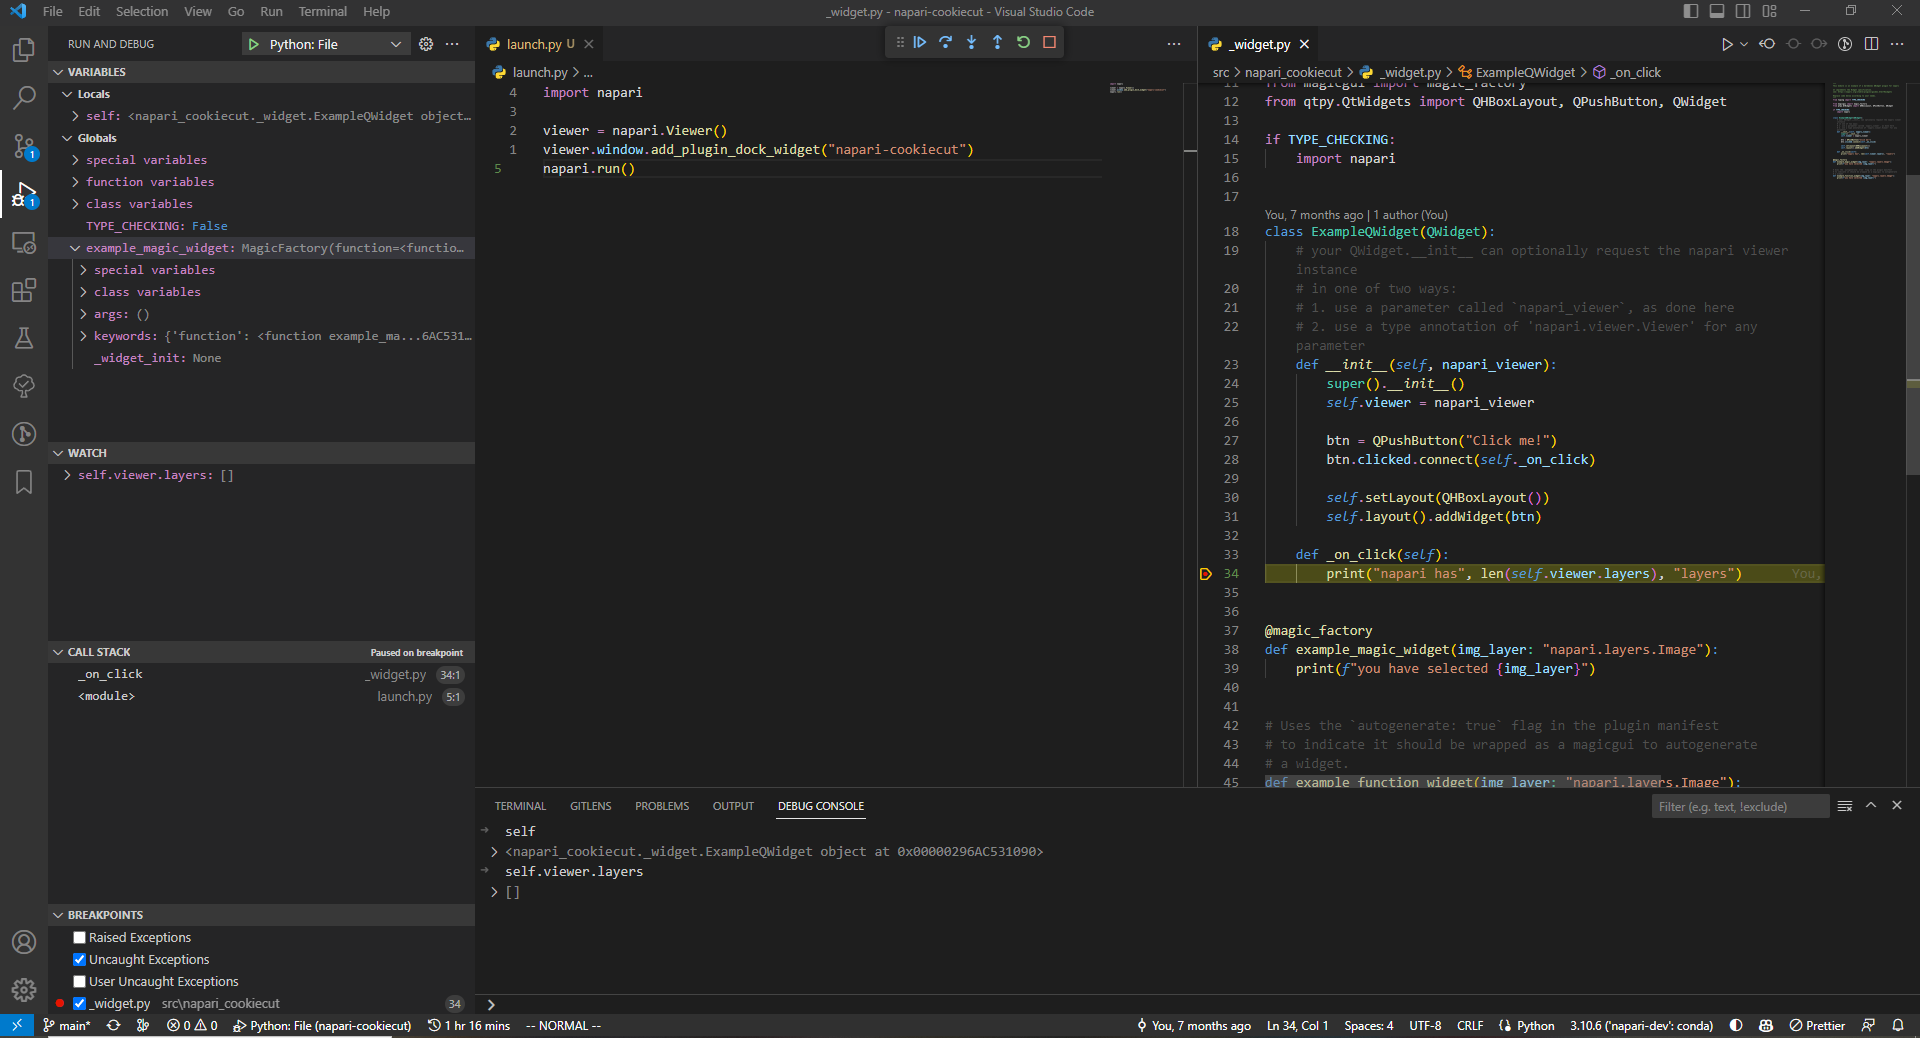 File Edit Selection View Go Run Terminal Help
_widget.py - napari-cookiecut - Visual Studio Code
RUN AND DEBUG
Python: File
VARIABLES
Locals
self: <napari_cookiecut._widget.ExampleQWidget object…
Globals
special variables
function variables
class variables
TYPE_CHECKING: False
example_magic_widget: MagicFactory(function=<functio…
special variables
class variables
args: ()
keywords: {'function': <function example_ma...6AC531…
_widget_init: None
WATCH
self.viewer.layers: []
CALL STACK Paused on breakpoint
_on_click _widget.py 34:1
<module> launch.py 5:1
BREAKPOINTS
Raised Exceptions
Uncaught Exceptions
User Uncaught Exceptions
_widget.py src\napari_cookiecut 34
launch.py U
launch.py > ...
4 import napari
3
2 viewer = napari.Viewer()
1 viewer.window.add_plugin_dock_widget("napari-cookiecut")
5 napari.run()
_widget.py
src > napari_cookiecut > _widget.py > ExampleQWidget > _on_click
11 from magicgui import magic_factory
12 from qtpy.QtWidgets import QHBoxLayout, QPushButton, QWidget
13
14 if TYPE_CHECKING:
15 import napari
16
17
You, 7 months ago | 1 author (You)
18 class ExampleQWidget(QWidget):
19 # your QWidget.__init__ can optionally request the napari viewer
instance
20 # in one of two ways:
21 # 1. use a parameter called `napari_viewer`, as done here
22 # 2. use a type annotation of 'napari.viewer.Viewer' for any
parameter
23 def __init__(self, napari_viewer):
24 super().__init__()
25 self.viewer = napari_viewer
26
27 btn = QPushButton("Click me!")
28 btn.clicked.connect(self._on_click)
29
30 self.setLayout(QHBoxLayout())
31 self.layout().addWidget(btn)
32
33 def _on_click(self):
34 print("napari has", len(self.viewer.layers), "layers") You,
35
36
37 @magic_factory
38 def example_magic_widget(img_layer: "napari.layers.Image"):
39 print(f"you have selected {img_layer}")
40
41
42 # Uses the `autogenerate: true` flag in the plugin manifest
43 # to indicate it should be wrapped as a magicgui to autogenerate
44 # a widget.
45 def example_function_widget(img_layer: "napari.layers.Image"):
TERMINAL GITLENS PROBLEMS OUTPUT DEBUG CONSOLE
Filter (e.g. text, !exclude)
self
<napari_cookiecut._widget.ExampleQWidget object at 0x00000296AC531090>
self.viewer.layers
[]
main* 0 0 Python: File (napari-cookiecut) 1 hr 16 mins -- NORMAL --
You, 7 months ago Ln 34, Col 1 Spaces: 4 UTF-8 CRLF Python 3.10.6 ('napari-dev': conda) Prettier